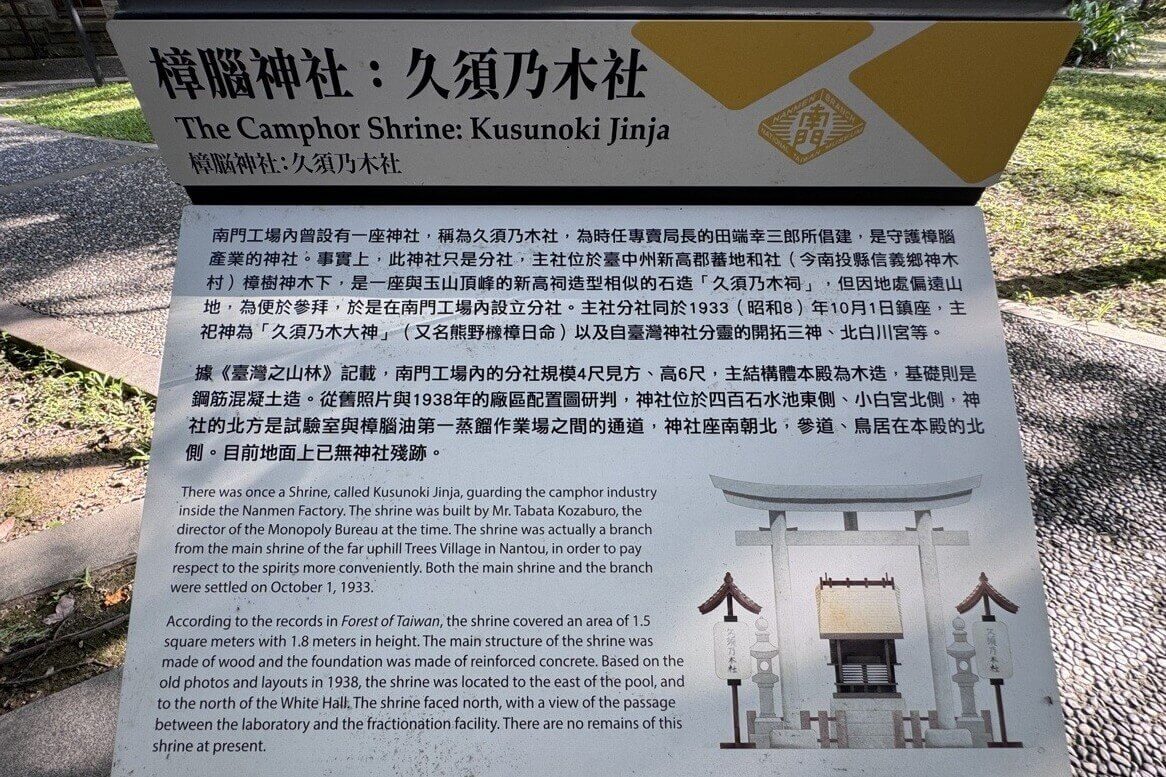 樟腦神社：久須乃木社
NANMEN BRANCH
南門
NATIONAL TAIWAN MUSEUM
The Camphor Shrine: Kusunoki Jinja
樟腦神社：久須乃木社
南門工場內曾設有一座神社，稱為久須乃木社，為時任專賣局長的田端幸三郎所倡建，是守護樟腦
產業的神社。事實上，此神社只是分社，主社位於臺中州新高郡蕃地和社（今南投縣信義鄉神木
村）樟樹神木下，是一座與玉山頂峰的新高祠造型相似的石造「久須乃木祠」，但因地處偏遠山
地，為便於參拜，於是在南門工場內設立分社。主社分社同於1933（昭和8）年10月1日鎮座，主
祀神為「久須乃木大神」（又名熊野櫲樟日命）以及自臺灣神社分靈的開拓三神、北白川宮等。
據《臺灣之山林》記載，南門工場內的分社規模4尺見方、高6尺，主結構體本殿為木造，基礎則是
鋼筋混凝土造。從舊照片與1938年的廠區配置圖研判，神社位於四百石水池東側、小白宮北側，神
社的北方是試驗室與樟腦油第一蒸餾作業場之間的通道，神社座南朝北，參道、鳥居在本殿的北
側。目前地面上已無神社殘跡。
There was once a Shrine, called Kusunoki Jinja, guarding the camphor industry
inside the Nanmen Factory. The shrine was built by Mr. Tabata Kozaburo, the
director of the Monopoly Bureau at the time. The shrine was actually a branch
from the main shrine of the far uphill Trees Village in Nantou, in order to pay
respect to the spirits more conveniently. Both the main shrine and the branch
were settled on October 1, 1933.
According to the records in Forest of Taiwan, the shrine covered an area of 1.5
square meters with 1.8 meters in height. The main structure of the shrine was
made of wood and the foundation was made of reinforced concrete. Based on the
old photos and layouts in 1938, the shrine was located to the east of the pool, and
to the north of the White Hall. The shrine faced north, with a view of the passage
between the laboratory and the fractionation facility. There are no remains of this
shrine at present.
久須乃木社
久須乃木社